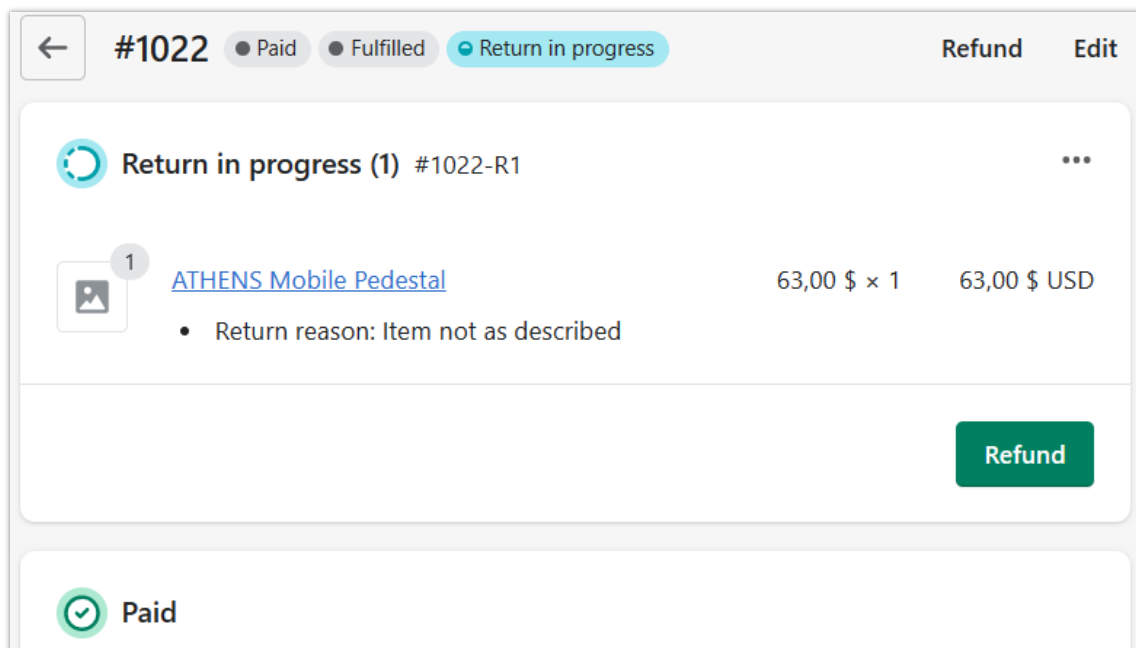 #1022 Paid Fulfilled Return in progress Refund Edit
Return in progress (1) #1022-R1
1
ATHENS Mobile Pedestal 63,00 $ × 1 63,00 $ USD
• Return reason: Item not as described
Refund
Paid